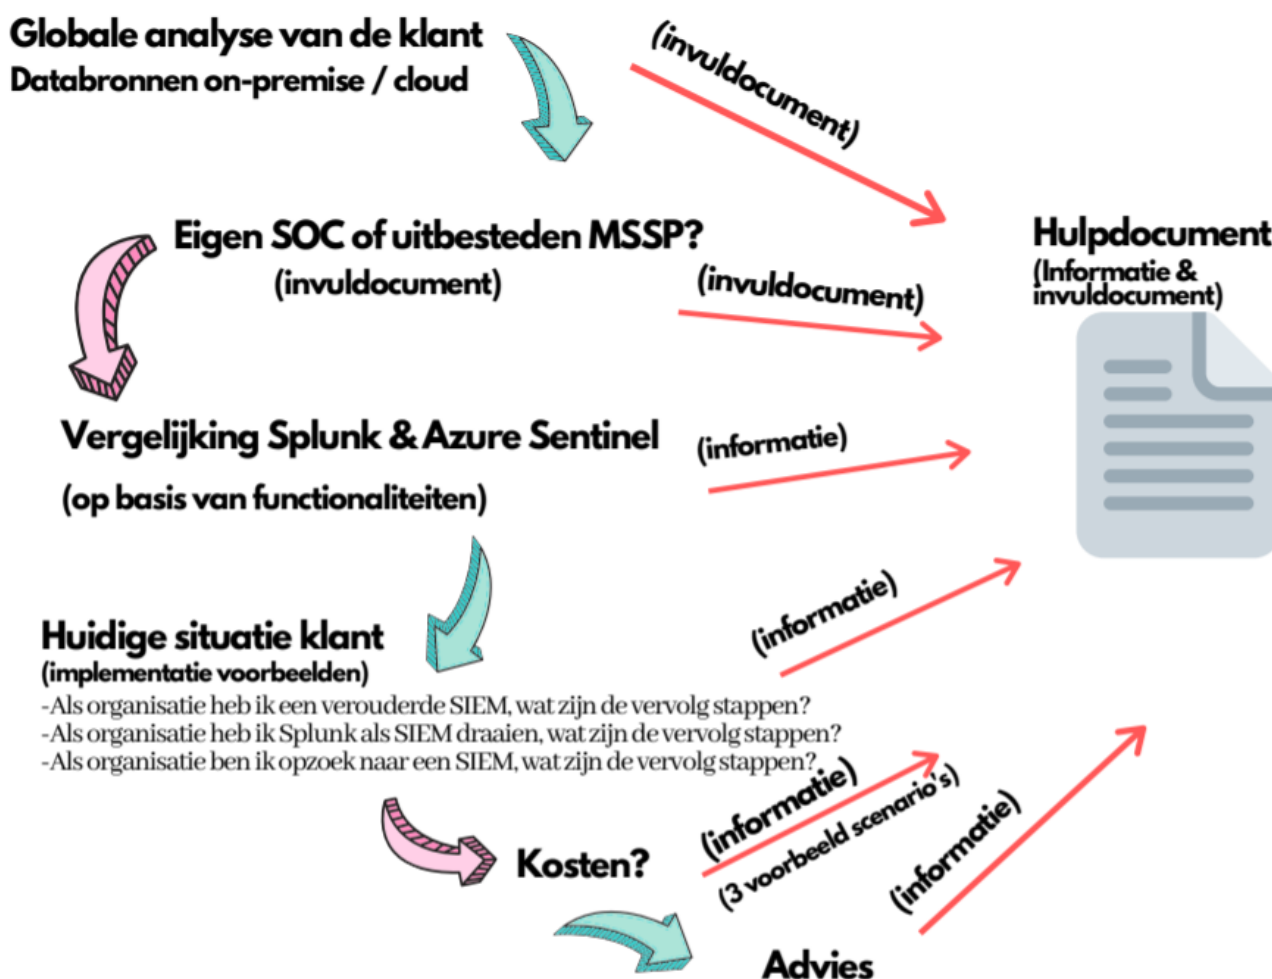 Globale analyse van de klant
Databronnen on-premise / cloud
(invuldocument)
Eigen SOC of uitbesteden MSSP?
(invuldocument)
(invuldocument)
Hulpdocument
(Informatie &
invuldocument)
Vergelijking Splunk & Azure Sentinel
(op basis van functionaliteiten)
(informatie)
Huidige situatie klant
(implementatie voorbeelden)
-Als organisatie heb ik een verouderde SIEM, wat zijn de vervolg stappen?
-Als organisatie heb ik Splunk als SIEM draaien, wat zijn de vervolg stappen?
-Als organisatie ben ik opzoek naar een SIEM, wat zijn de vervolg stappen?
(informatie)
Kosten?
(informatie)
(3 voorbeeld scenario's)
Advies
(informatie)